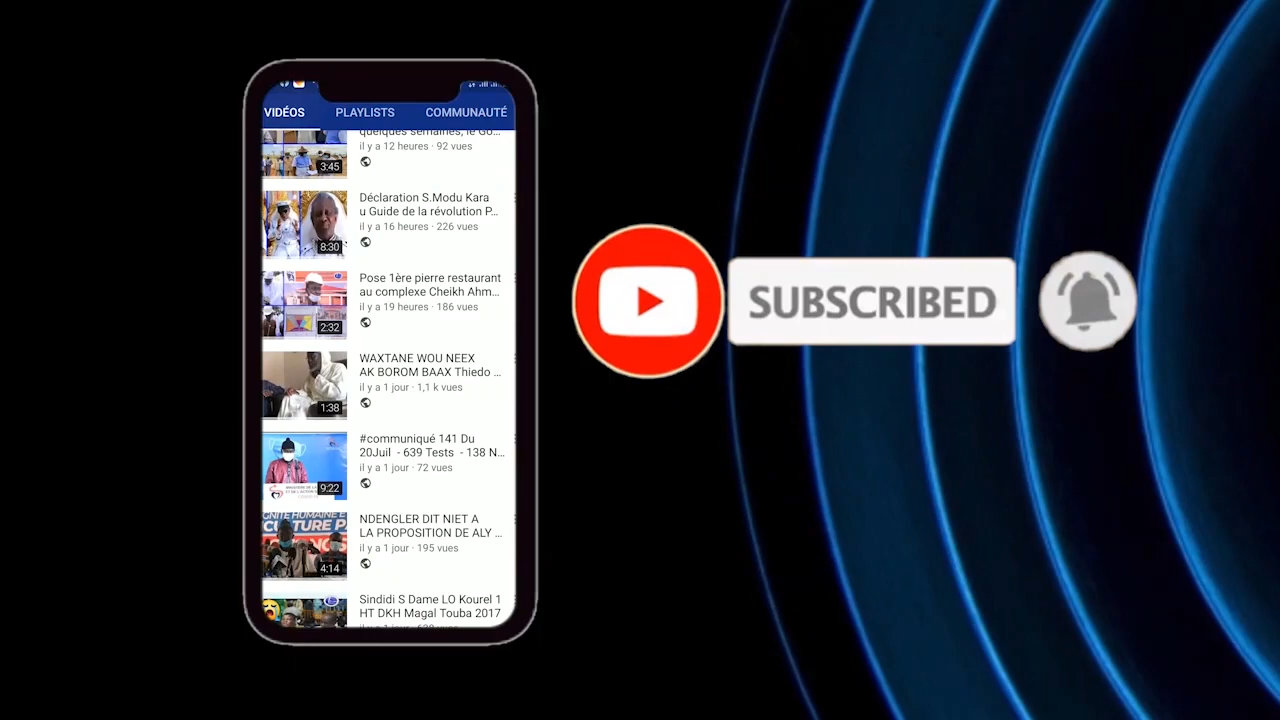 VIDÉOS PLAYLISTS COMMUNAUTÉ
quelques semaines, le Go...
il y a 12 heures · 92 vues
3:45
Déclaration S.Modu Kara
u Guide de la révolution P...
il y a 16 heures · 226 vues
8:30
Pose 1ère pierre restaurant
au complexe Cheikh Ahm...
il y a 19 heures · 186 vues
2:32
WAXTANE WOU NEEX
AK BOROM BAAX Thiedo ...
il y a 1 jour · 1,1 k vues
1:38
#communiqué 141 Du
20Juil - 639 Tests - 138 N...
il y a 1 jour · 72 vues
9:22
NDENGLER DIT NIET A
LA PROPOSITION DE ALY ...
il y a 1 jour · 195 vues
4:14
Sindidi S Dame LO Kourel 1
HT DKH Magal Touba 2017
SUBSCRIBED